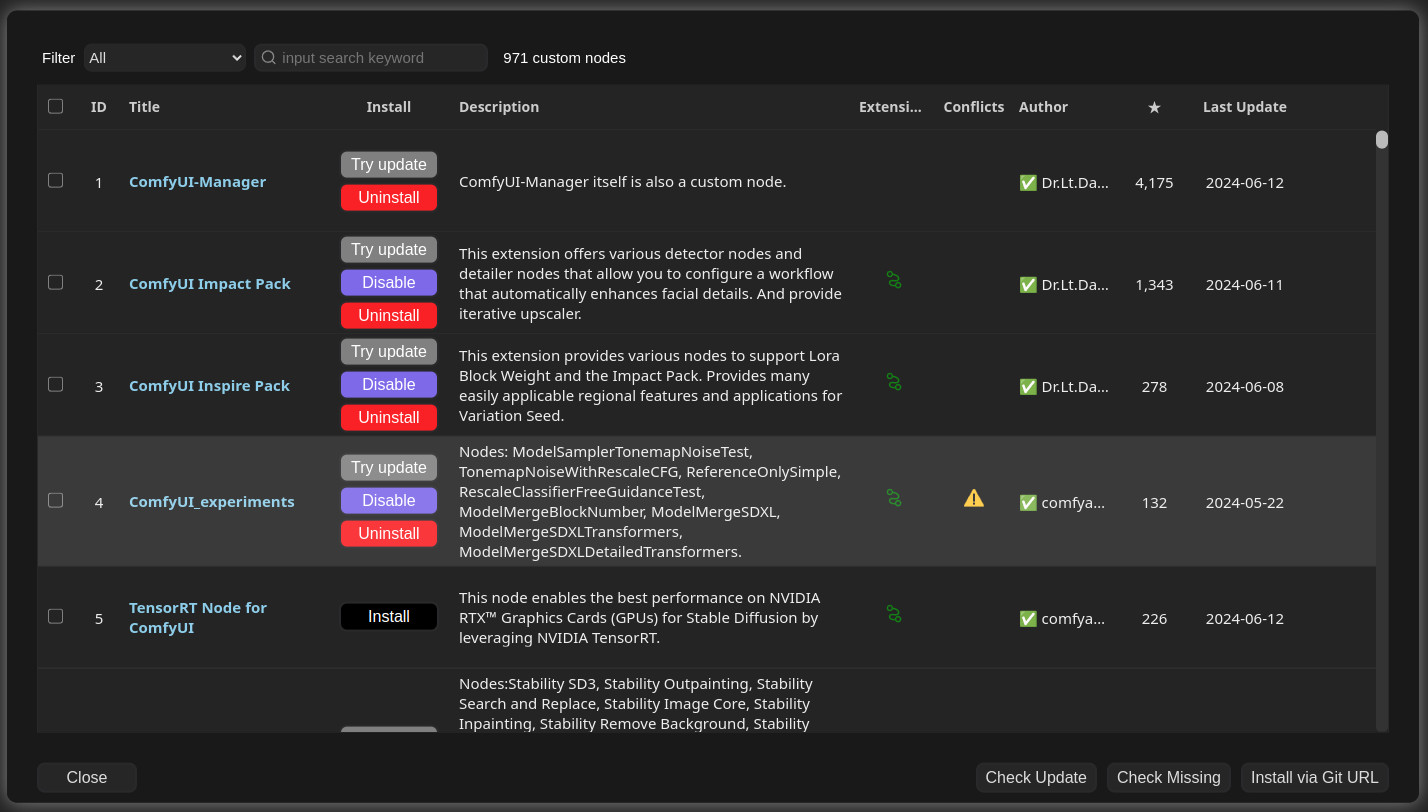 Filter All input search keyword 971 custom nodes
ID Title Install Description Extensi... Conflicts Author ★ Last Update
1 ComfyUI-Manager Try update Uninstall ComfyUI-Manager itself is also a custom node. ✅ Dr.Lt.Da... 4,175 2024-06-12
2 ComfyUI Impact Pack Try update Disable Uninstall
This extension offers various detector nodes and
detailer nodes that allow you to configure a workflow
that automatically enhances facial details. And provide
iterative upscaler.
✅ Dr.Lt.Da... 1,343 2024-06-11
3 ComfyUI Inspire Pack Try update Disable Uninstall
This extension provides various nodes to support Lora
Block Weight and the Impact Pack. Provides many
easily applicable regional features and applications for
Variation Seed.
✅ Dr.Lt.Da... 278 2024-06-08
4 ComfyUI_experiments Try update Disable Uninstall
Nodes: ModelSamplerTonemapNoiseTest,
TonemapNoiseWithRescaleCFG, ReferenceOnlySimple,
RescaleClassifierFreeGuidanceTest,
ModelMergeBlockNumber, ModelMergeSDXL,
ModelMergeSDXLTransformers,
ModelMergeSDXLDetailedTransformers.
✅ comfya... 132 2024-05-22
5 TensorRT Node for
ComfyUI
Install
This node enables the best performance on NVIDIA
RTX™ Graphics Cards (GPUs) for Stable Diffusion by
leveraging NVIDIA TensorRT.
✅ comfya... 226 2024-06-12
Nodes:Stability SD3, Stability Outpainting, Stability
Search and Replace, Stability Image Core, Stability
Inpainting, Stability Remove Background, Stability
Close Check Update Check Missing Install via Git URL